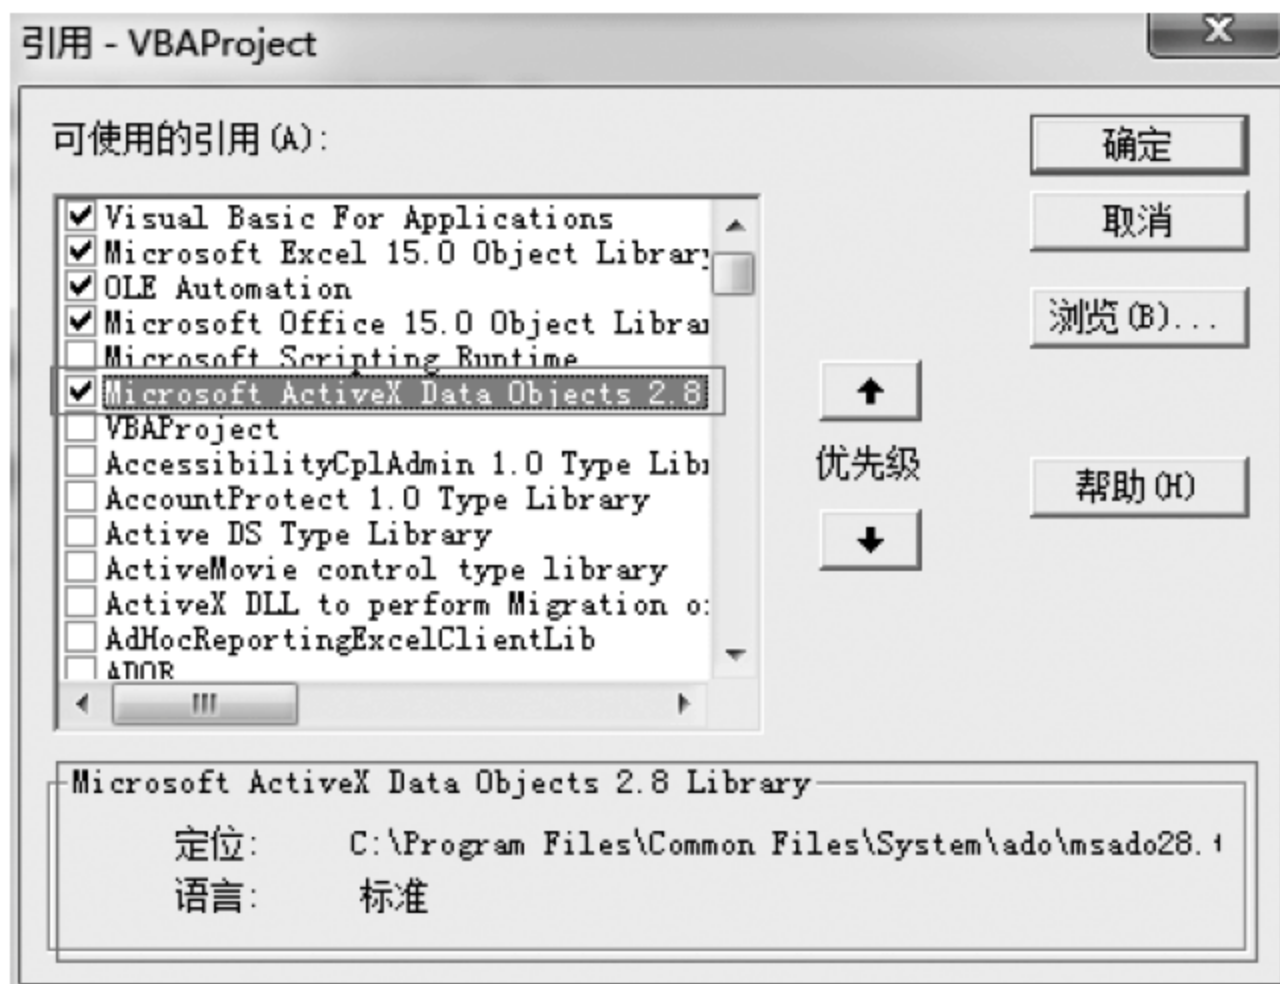 引用 - VBAProject
可使用的引用(A):
Visual Basic For Applications
Microsoft Excel 15.0 Object Library
OLE Automation
Microsoft Office 15.0 Object Librar
Microsoft Scripting Runtime
Microsoft ActiveX Data Objects 2.8
VBAProject
AccessibilityCplAdmin 1.0 Type Libr
AccountProtect 1.0 Type Library
Active DS Type Library
ActiveMovie control type library
ActiveX DLL to perform Migration o
AdHocReportingExcelClientLib
ADOR
确定
取消
浏览(B)...
优先级
帮助(H)
Microsoft ActiveX Data Objects 2.8 Library
定位: C:\Program Files\Common Files\System\ado\msado28.t
语言: 标准